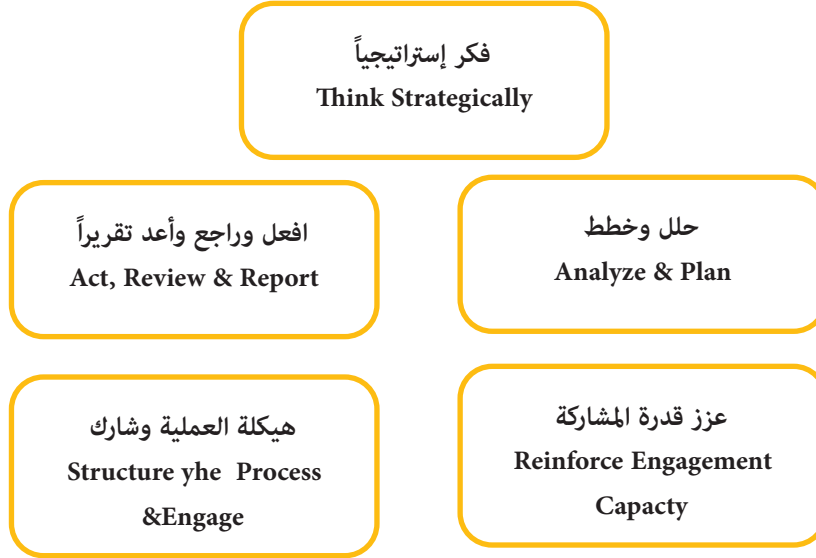 فكر إستراتيجياً
Think Strategically
حلل وخطط
Analyze & Plan
افعل وراجع وأعد تقريراً
Act, Review & Report
عزز قدرة المشاركة
Reinforce Engagement
Capacty
هيكلة العملية وشارك
Structure yhe Process
&Engage